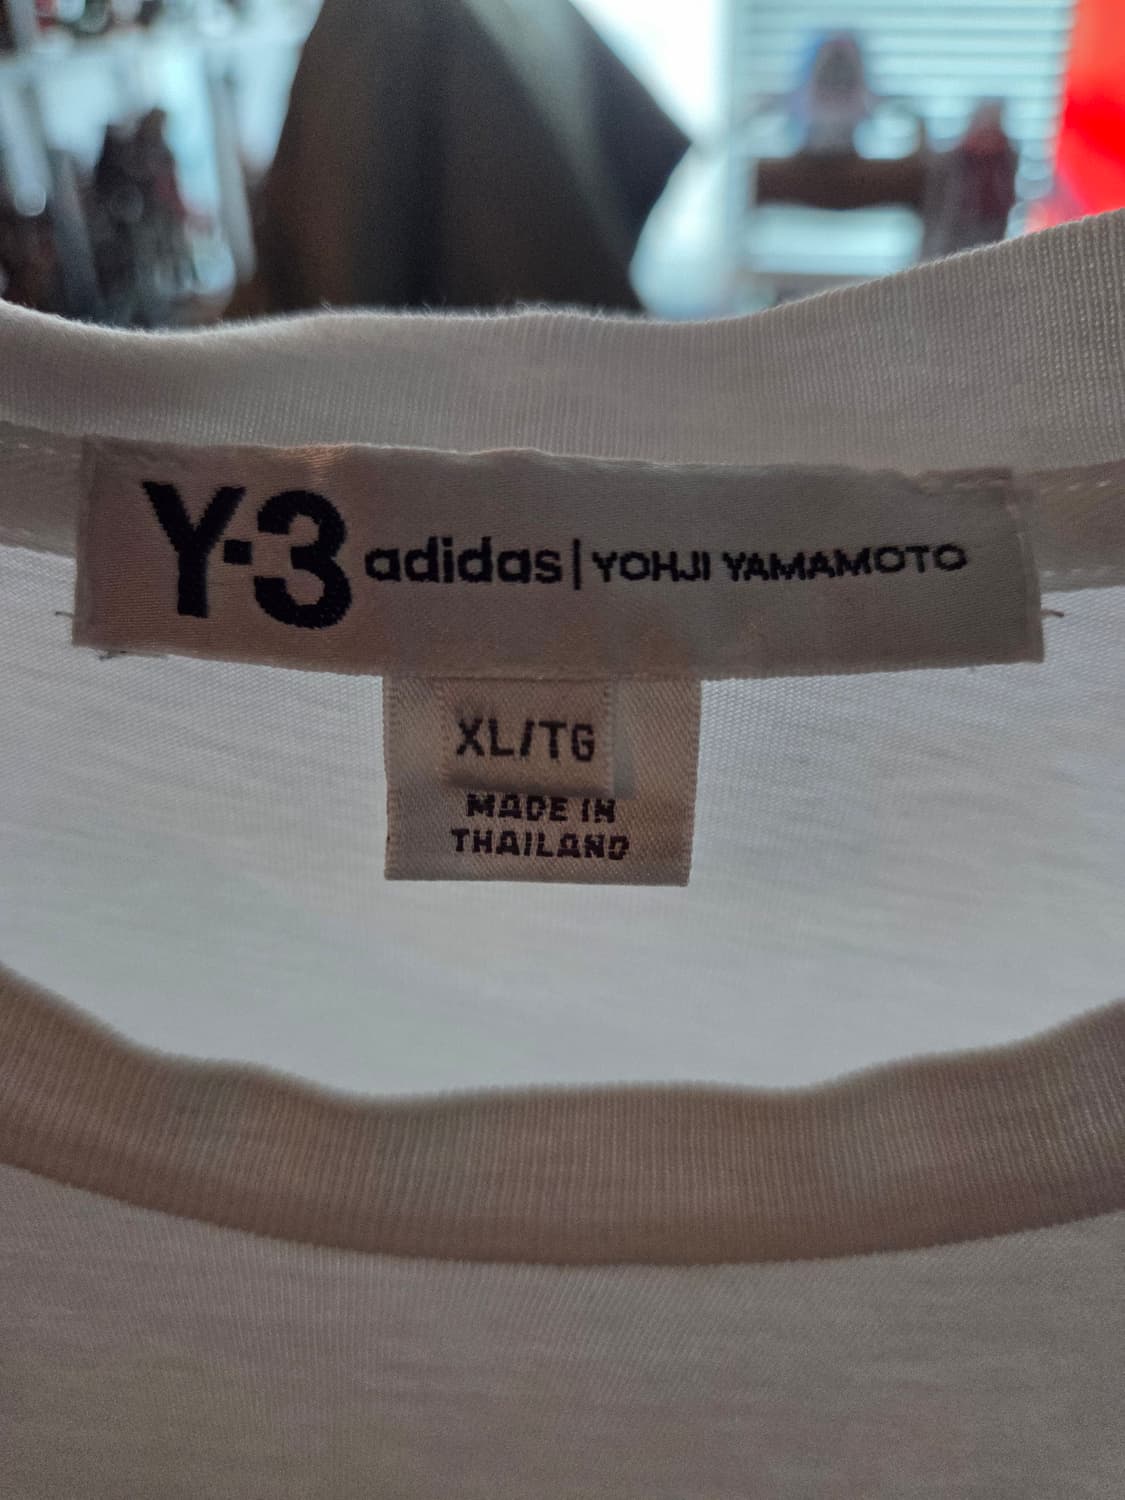 Y-3 adidas | YOHJI YAMAMOTO
XL/TG
MADE IN
THAILAND